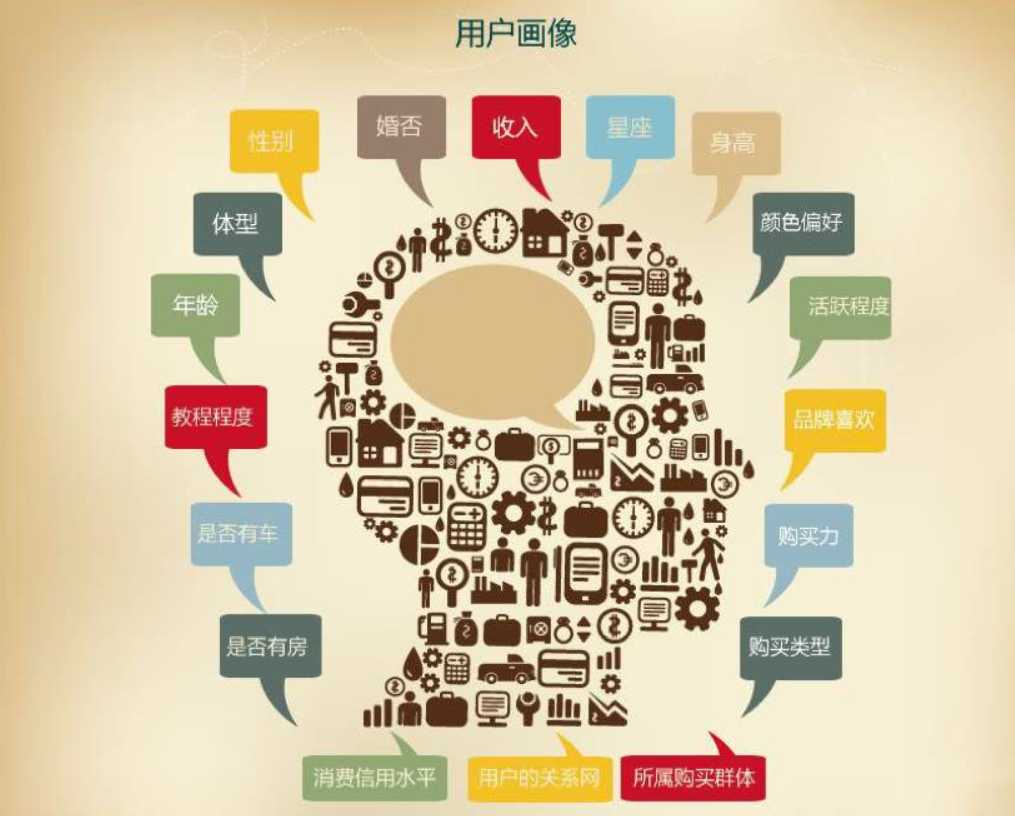 用户画像
性别
婚否
收入
星座
身高
体型
颜色偏好
年龄
活跃程度
教程程度
品牌喜欢
是否有车
购买力
是否有房
购买类型
消费信用水平
用户的关系网
所属购买群体